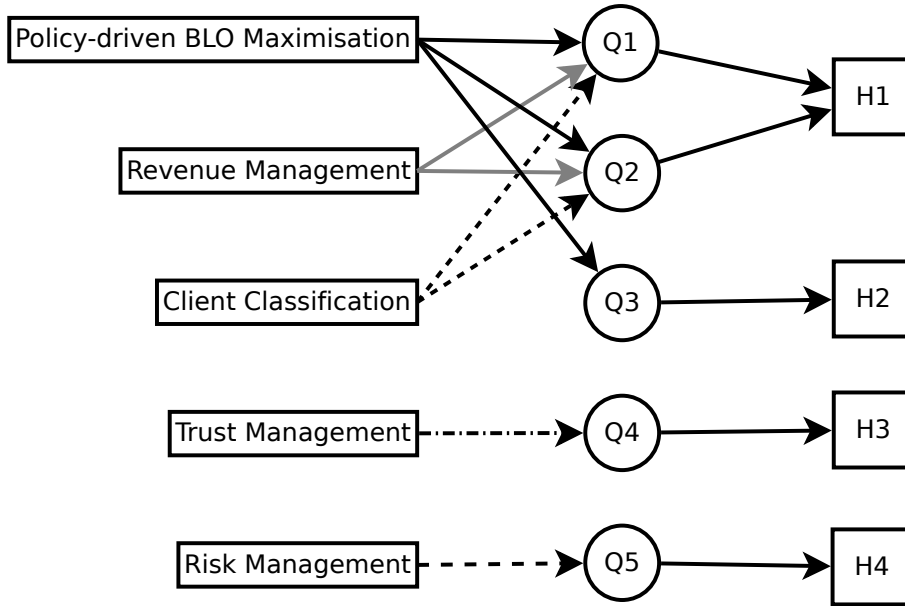 Policy-driven BLO Maximisation
Q1
H1
Revenue Management
Q2
Client Classification
Q3
H2
Trust Management
Q4
H3
Risk Management
Q5
H4